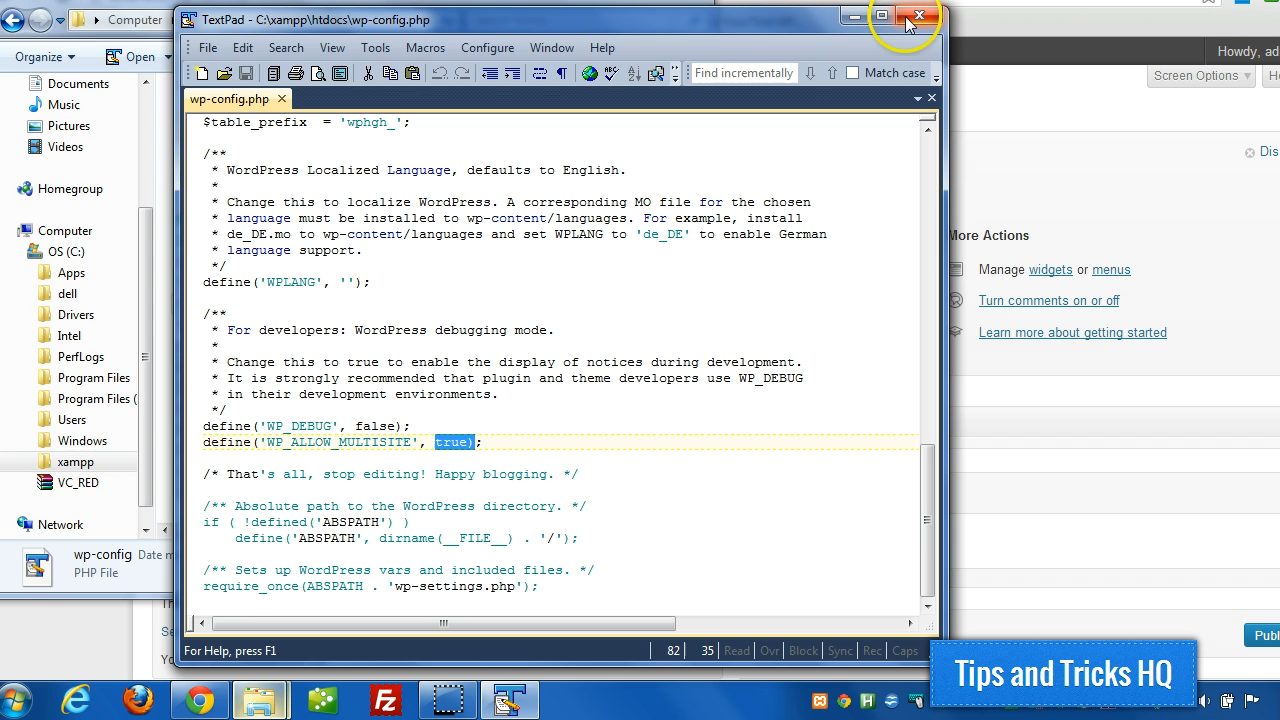 Computer
Organize
Open
Documents
Music
Pictures
Videos
Homegroup
Computer
OS (C:)
Apps
dell
Drivers
Intel
PerfLogs
Program Files
Program Files (
Users
Windows
xampp
VC_RED
Network
wp-config
Date m
PHP File
C:\xampp\htdocs\wp-config.php
File
Search
View
Tools
Macros
Configure
Window
Help
Find incrementally
Match case
wp-config.php
$table_prefix  = 'wphgh_';
/**
* WordPress Localized Language, defaults to English.
*
* Change this to localize WordPress. A corresponding MO file for the chosen
* language must be installed to wp-content/languages. For example, install
* de_DE.mo to wp-content/languages and set WPLANG to 'de_DE' to enable German
* language support.
*/
define('WPLANG', '');
/**
* For developers: WordPress debugging mode.
*
* Change this to true to enable the display of notices during development.
* It is strongly recommended that plugin and theme developers use WP_DEBUG
* in their development environments.
*/
define('WP_DEBUG', false);
define('WP_ALLOW_MULTISITE', true);
/* That's all, stop editing! Happy blogging. */
/** Absolute path to the WordPress directory. */
if ( !defined('ABSPATH') )
define('ABSPATH', dirname(__FILE__) . '/');
/** Sets up WordPress vars and included files. */
require_once(ABSPATH . 'wp-settings.php');
For Help, press F1
82 35 Read Ovr Block Sync Rec Caps
Howdy, ad
Screen Options
Dis
More Actions
Manage widgets or menus
Turn comments on or off
Learn more about getting started
Publ
Tips and Tricks HQ